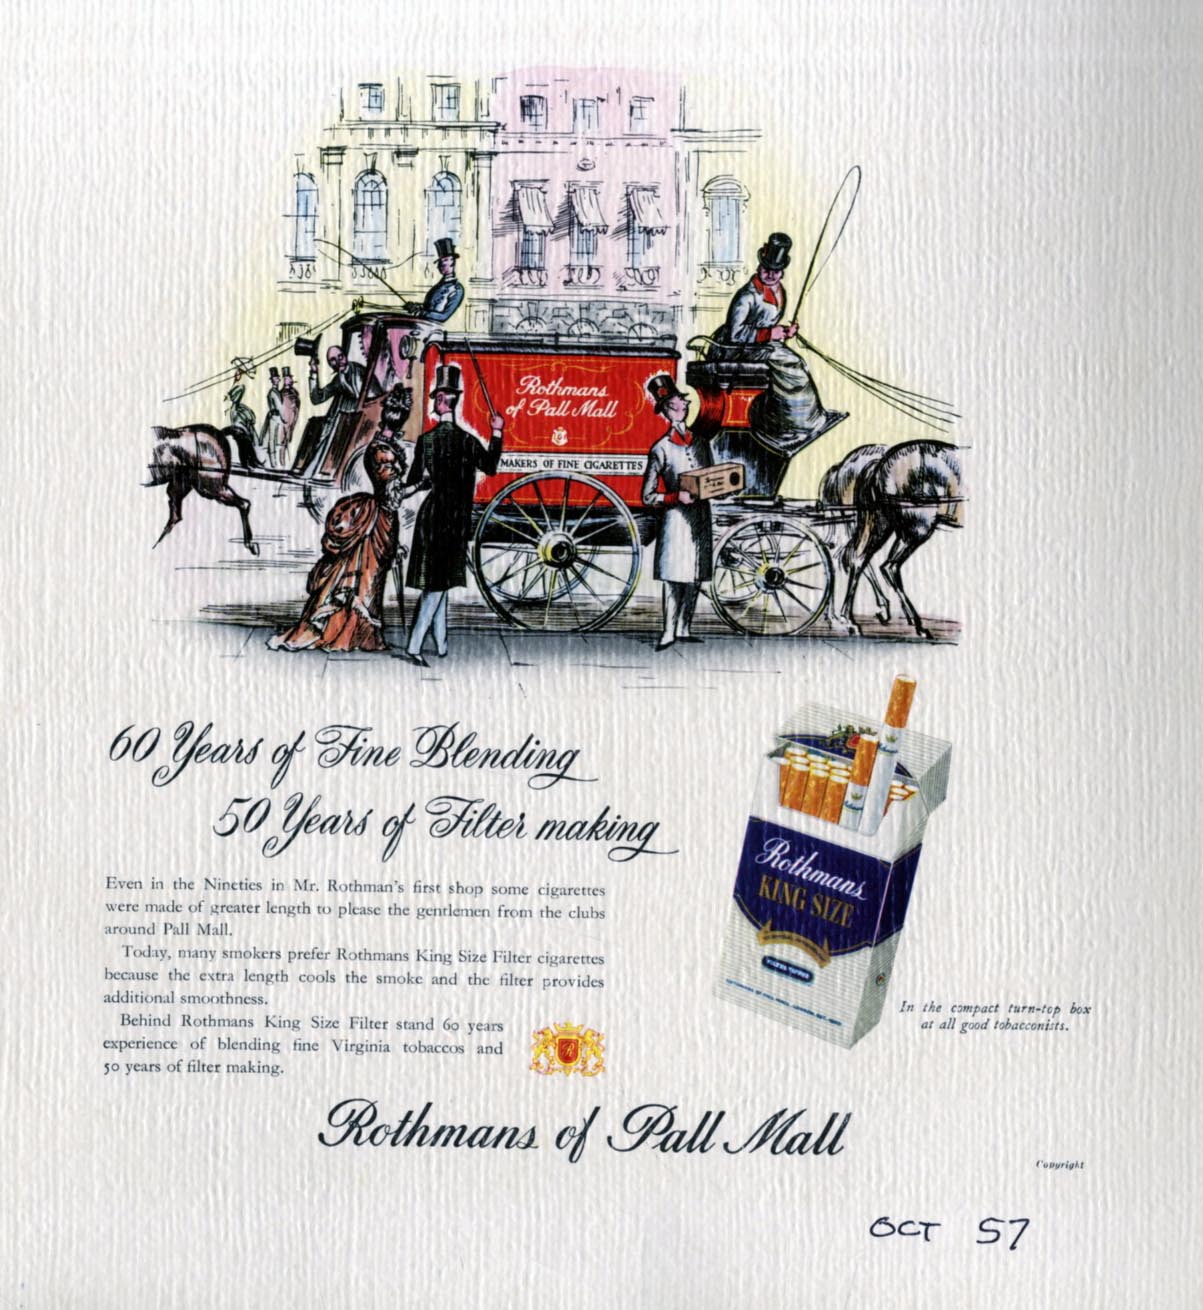 Rothmans
of Pall Mall
MAKERS OF FINE CIGARETTES
60 Years of Fine Blending
50 Years of Filter making
Even in the Nineties in Mr. Rothman's first shop some cigarettes
were made of greater length to please the gentlemen from the clubs
around Pall Mall.
Today, many smokers prefer Rothmans King Size Filter cigarettes
because the extra length cools the smoke and the filter provides
additional smoothness.
Behind Rothmans King Size Filter stand 60 years
experience of blending fine Virginia tobaccos and
50 years of filter making.
R
Rothmans
KING SIZE
FILTER TIPPED
In the compact turn-top box
at all good tobacconists.
Rothmans of Pall Mall
Copyright
OCT 57